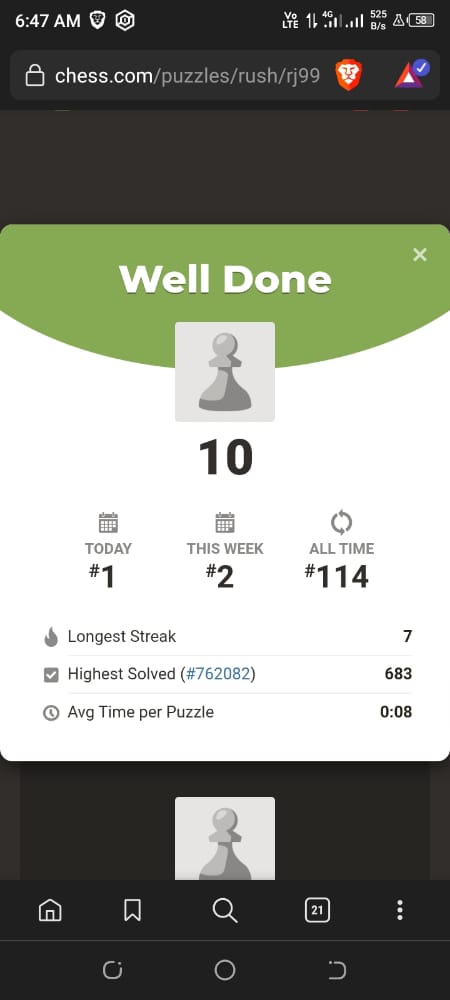 6:47 AM
Vo LTE 4G 525 B/s 58
chess.com/puzzles/rush/rj99
Well Done
10
TODAY
#1
THIS WEEK
#2
ALL TIME
#114
Longest Streak 7
Highest Solved (#762082) 683
Avg Time per Puzzle 0:08
21